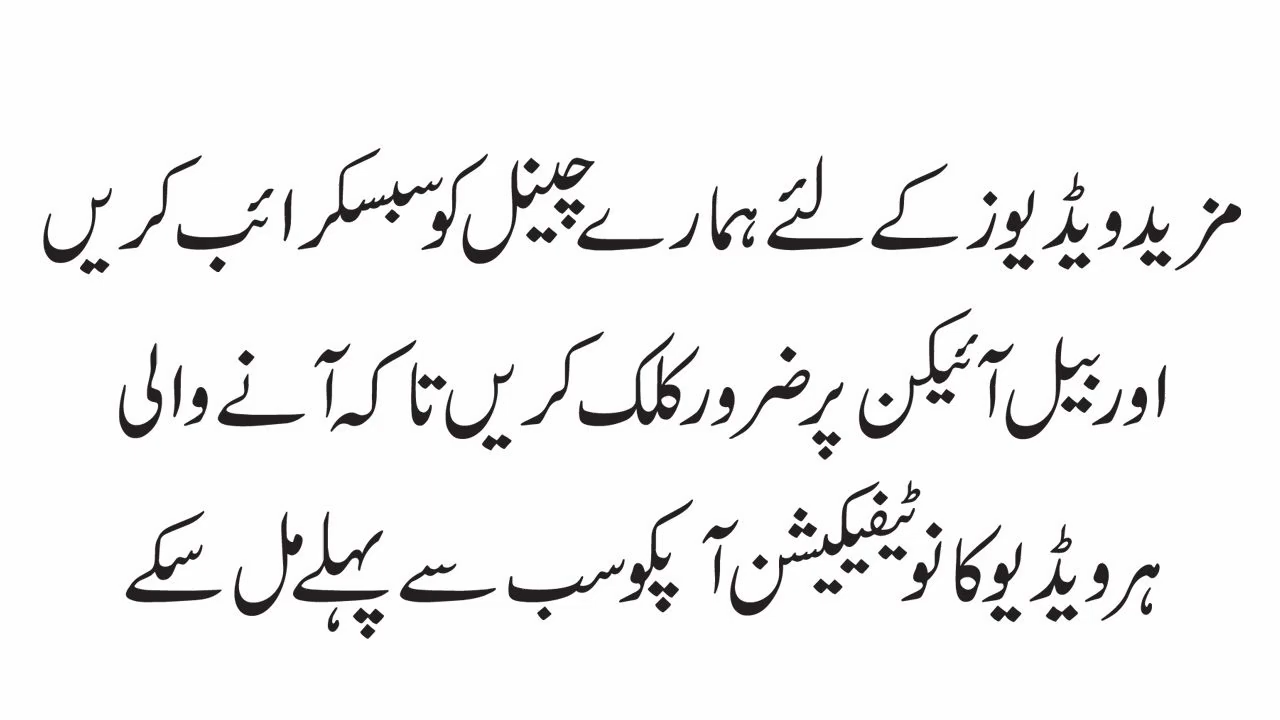 مزید ویڈیوز کے لئے ہمارے چینل کو سبسکرائب کریں
اور بیل آئیکن پر ضرور کلک کریں تاکہ آنے والی
ہر ویڈیو کا نوٹیفیکیشن آپکو سب سے پہلے مل سکے